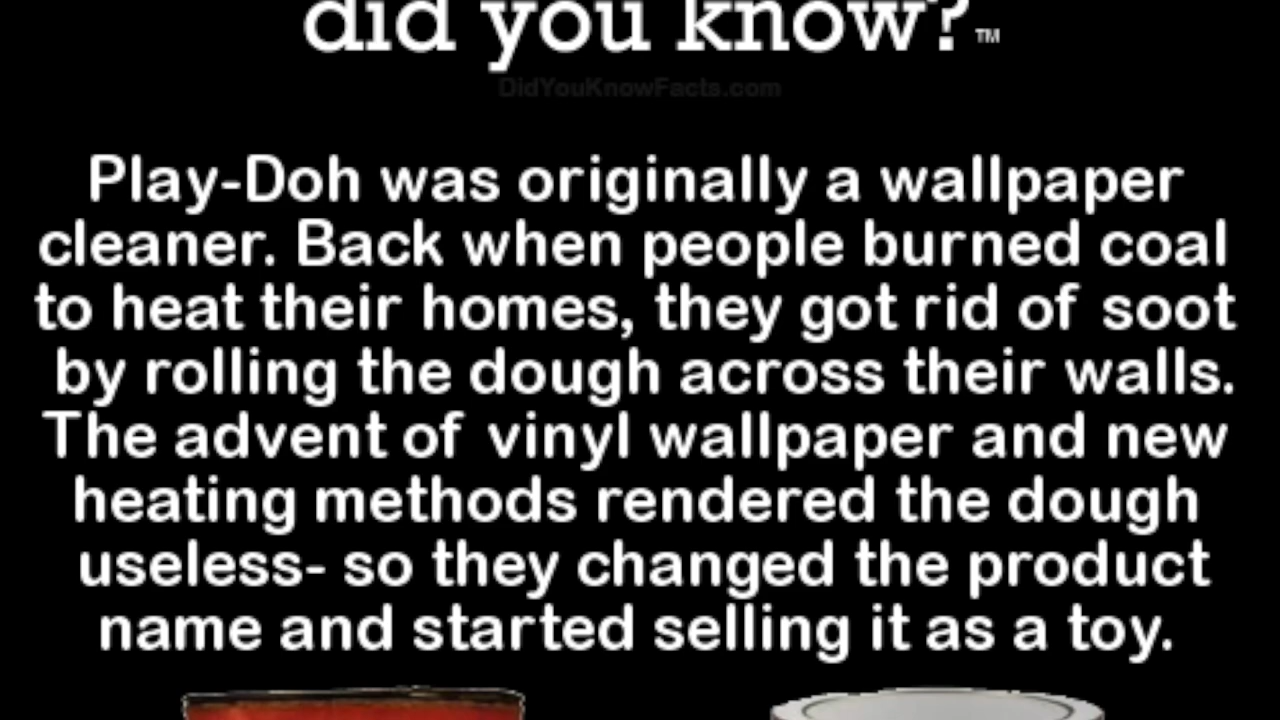 did you know?™
DidYouKnowFacts.com
Play-Doh was originally a wallpaper
cleaner. Back when people burned coal
to heat their homes, they got rid of soot
by rolling the dough across their walls.
The advent of vinyl wallpaper and new
heating methods rendered the dough
useless- so they changed the product
name and started selling it as a toy.